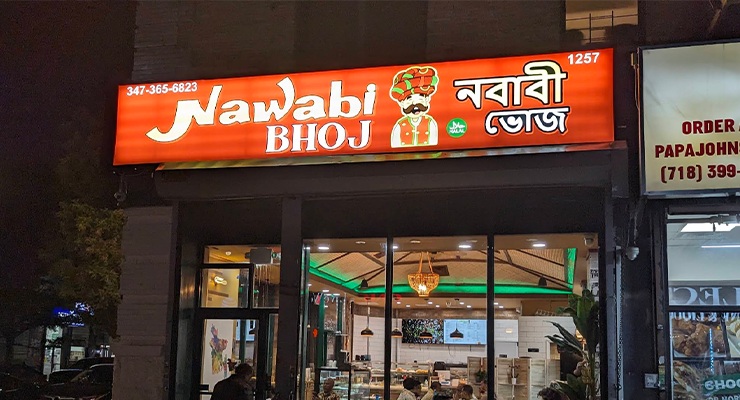 347-365-6823
Nawabi
BHOJ
নবাবী
ভোজ
1257
HALAL
ORDER
PAPAJOHNS
(718) 399-